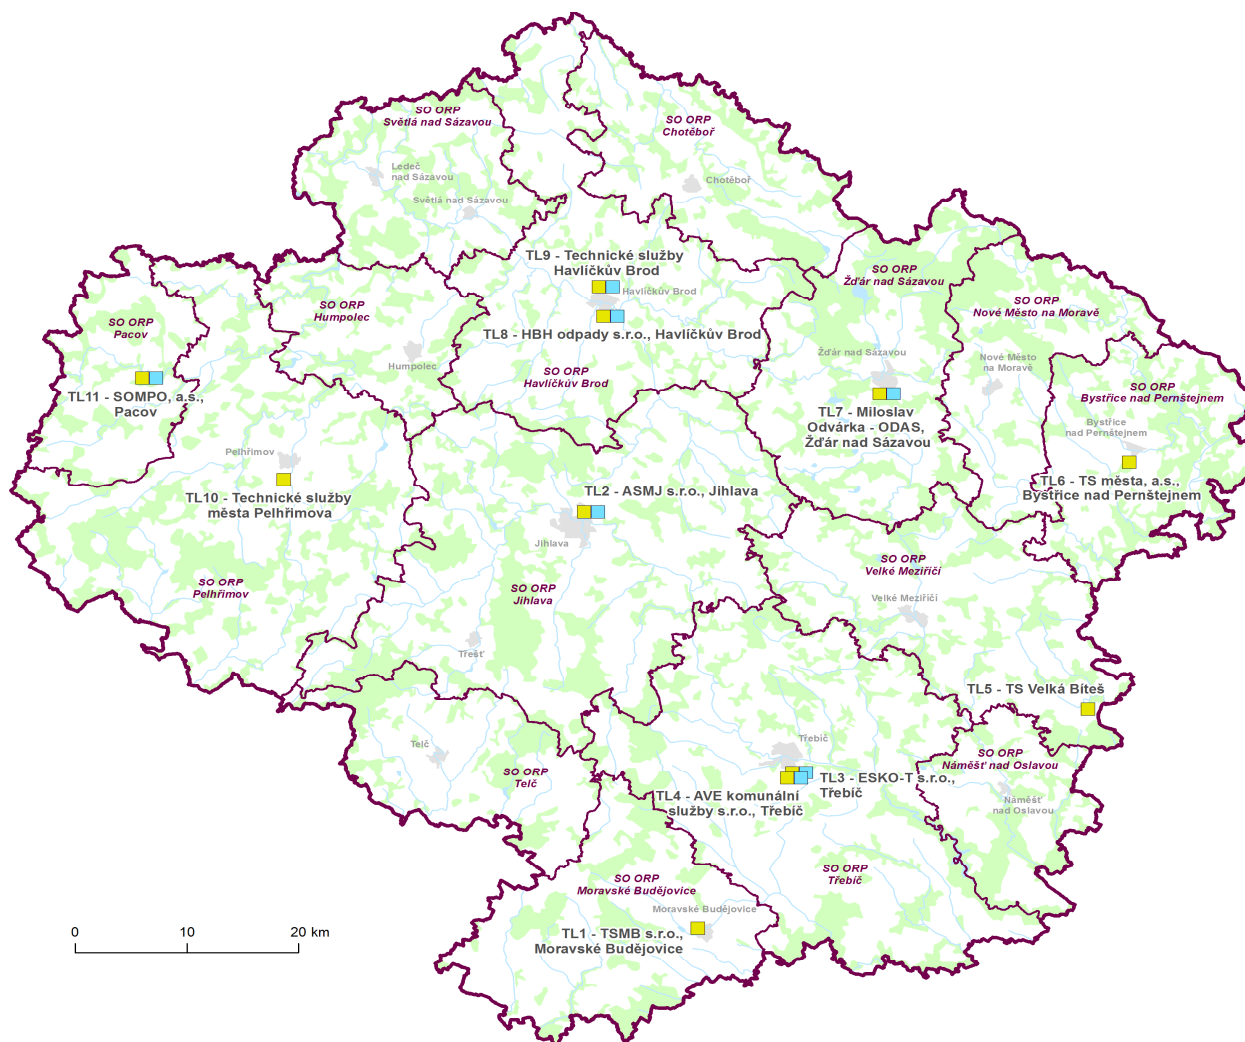 SO ORP
Světlá nad Sázavou
SO ORP
Chotěboř
Ledeč
nad Sázavou
Světlá nad Sázavou
Chotěboř
TL9 - Technické služby
Havlíčkův Brod
Havlíčkův Brod
TL8 - HBH odpady s.r.o., Havlíčkův Brod
SO ORP
Havlíčkův Brod
SO ORP
Žďár nad Sázavou
SO ORP
Nové Město na Moravě
SO ORP
Humpolec
Humpolec
SO ORP
Pacov
TL11 - SOMPO, a.s.,
Pacov
Žďár nad Sázavou
TL7 - Miloslav
Odvárka - ODAS,
Žďár nad Sázavou
Nové Město
na Moravě
SO ORP
Bystřice nad Pernštejnem
Bystřice
nad Pernštejnem
TL6 - TS města, a.s.,
Bystřice nad Pernštejnem
Pelhřimov
TL10 - Technické služby
města Pelhřimova
SO ORP
Pelhřimov
TL2 - ASMJ s.r.o., Jihlava
Jihlava
SO ORP
Jihlava
Třešť
SO ORP
Velké Meziříčí
Velké Meziříčí
TL5 - TS Velká Bíteš
Telč
SO ORP
Telč
Třebíč
TL3 - ESKO-T s.r.o.,
Třebíč
TL4 - AVE komunální
služby s.r.o., Třebíč
SO ORP
Náměšť nad Oslavou
Náměšť
nad Oslavou
SO ORP
Třebíč
SO ORP
Moravské Budějovice
Moravské Budějovice
TL1 - TSMB s.r.o.,
Moravské Budějovice
0 10 20 km